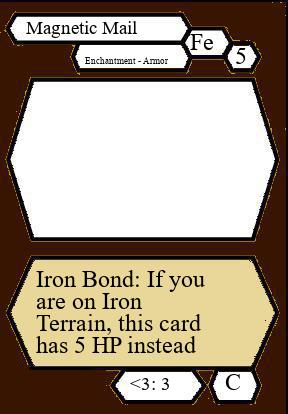 Magnetic Mail
Fe
Enchantment - Armor
5
Iron Bond: If you
are on Iron
Terrain, this card
has 5 HP instead
<3: 3
C